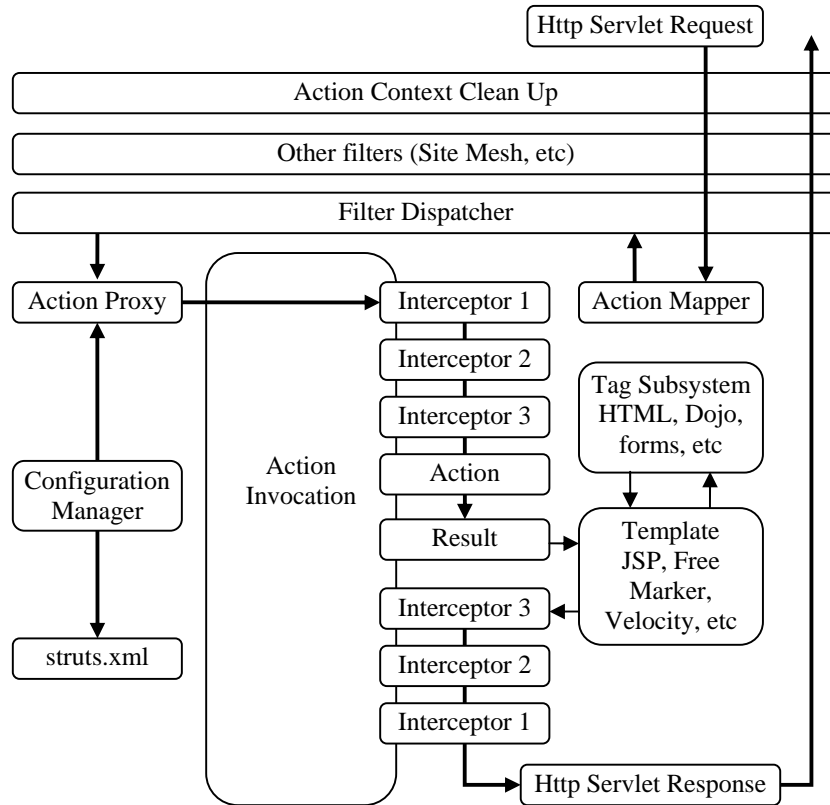 Http Servlet Request
Action Context Clean Up
Other filters (Site Mesh, etc)
Filter Dispatcher
Action Proxy
Interceptor 1
Action Mapper
Interceptor 2
Interceptor 3
Tag Subsystem
HTML, Dojo,
forms, etc
Action
Invocation
Action
Configuration
Manager
Result
Template
JSP, Free
Marker,
Velocity, etc
Interceptor 3
struts.xml
Interceptor 2
Interceptor 1
Http Servlet Response